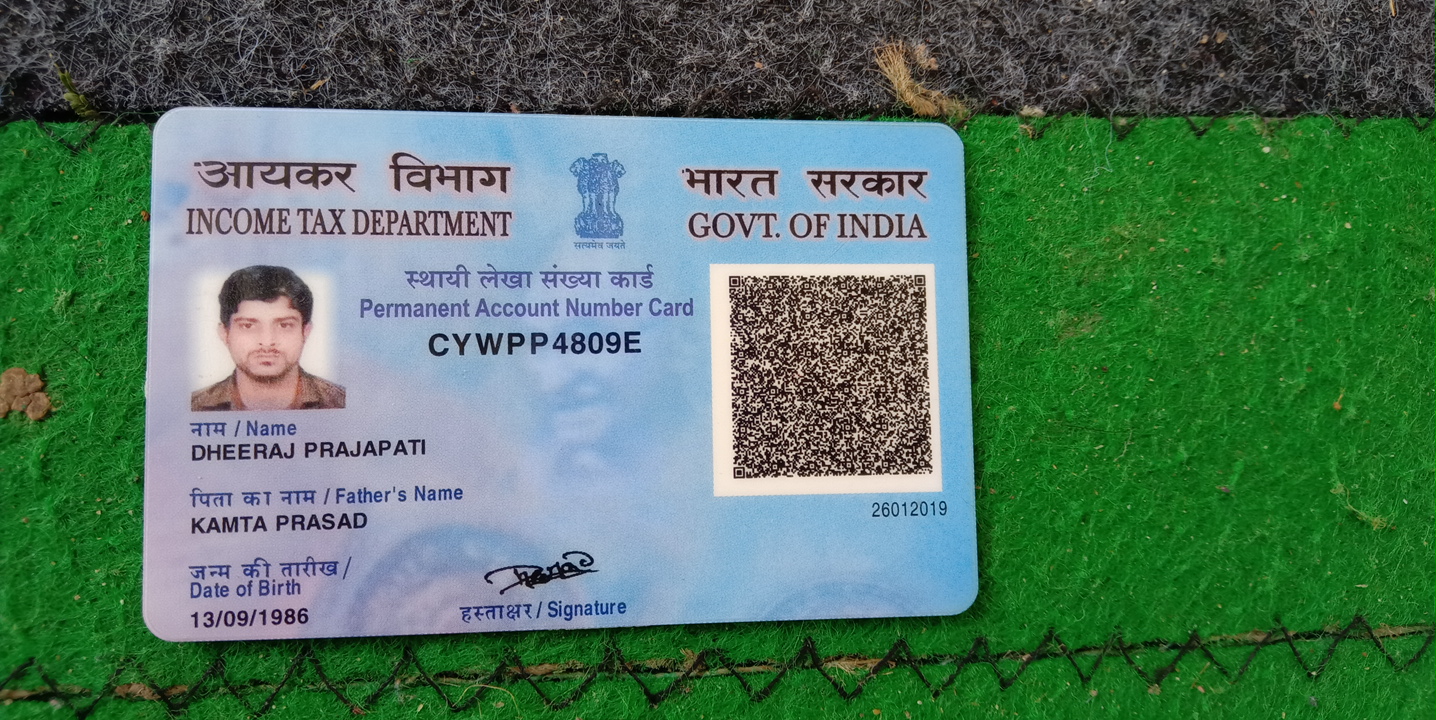 आयकर विभाग
INCOME TAX DEPARTMENT
सत्यमेव जयते
भारत सरकार
GOVT. OF INDIA
स्थायी लेखा संख्या कार्ड
Permanent Account Number Card
CYWPP4809E
नाम / Name
DHEERAJ PRAJAPATI
पिता का नाम / Father's Name
KAMTA PRASAD
जन्म की तारीख /
Date of Birth
13/09/1986
हस्ताक्षर / Signature
26012019